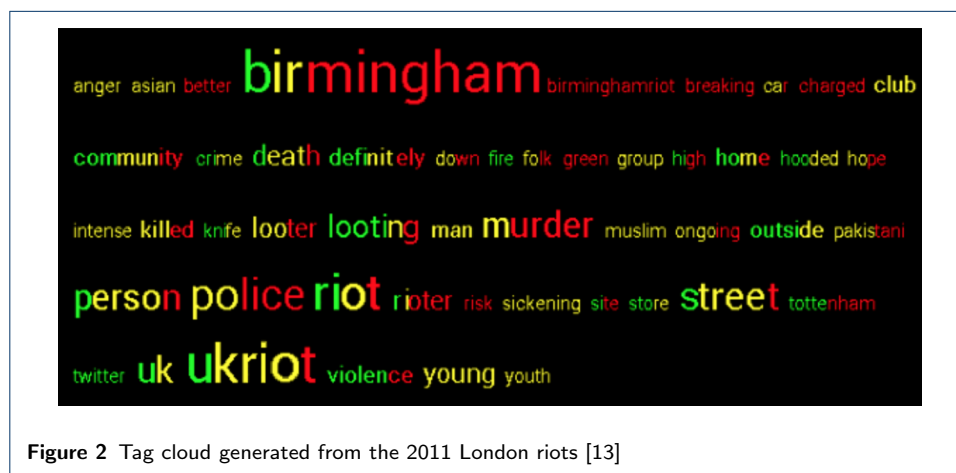 anger asian better birmingham birminghamriot breaking car charged club
community crime death definitely down fire folk green group high home hooded hope
intense killed knife looter looting man murder muslim ongoing outside pakistani
person police riot rioter risk sickening site store street tottenham
twitter uk ukriot violence young youth
Figure 2 Tag cloud generated from the 2011 London riots [13]